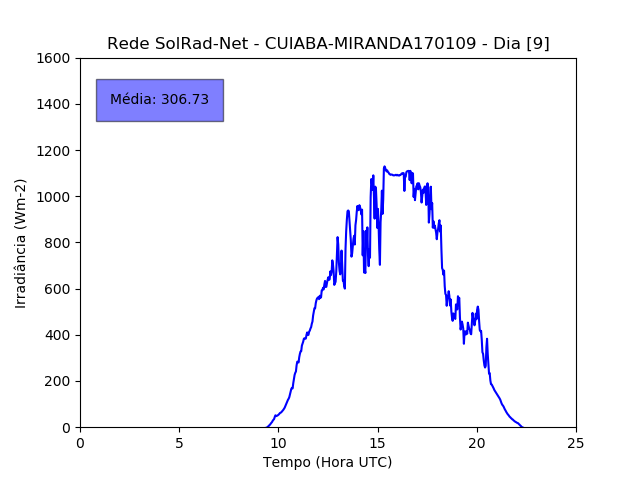 Rede SolRad-Net - CUIABA-MIRANDA170109 - Dia [9]
1600
1400
1200
1000
800
600
400
200
0
Média: 306.73
Irradiância (Wm-2)
0 5 10 15 20 25
Tempo (Hora UTC)